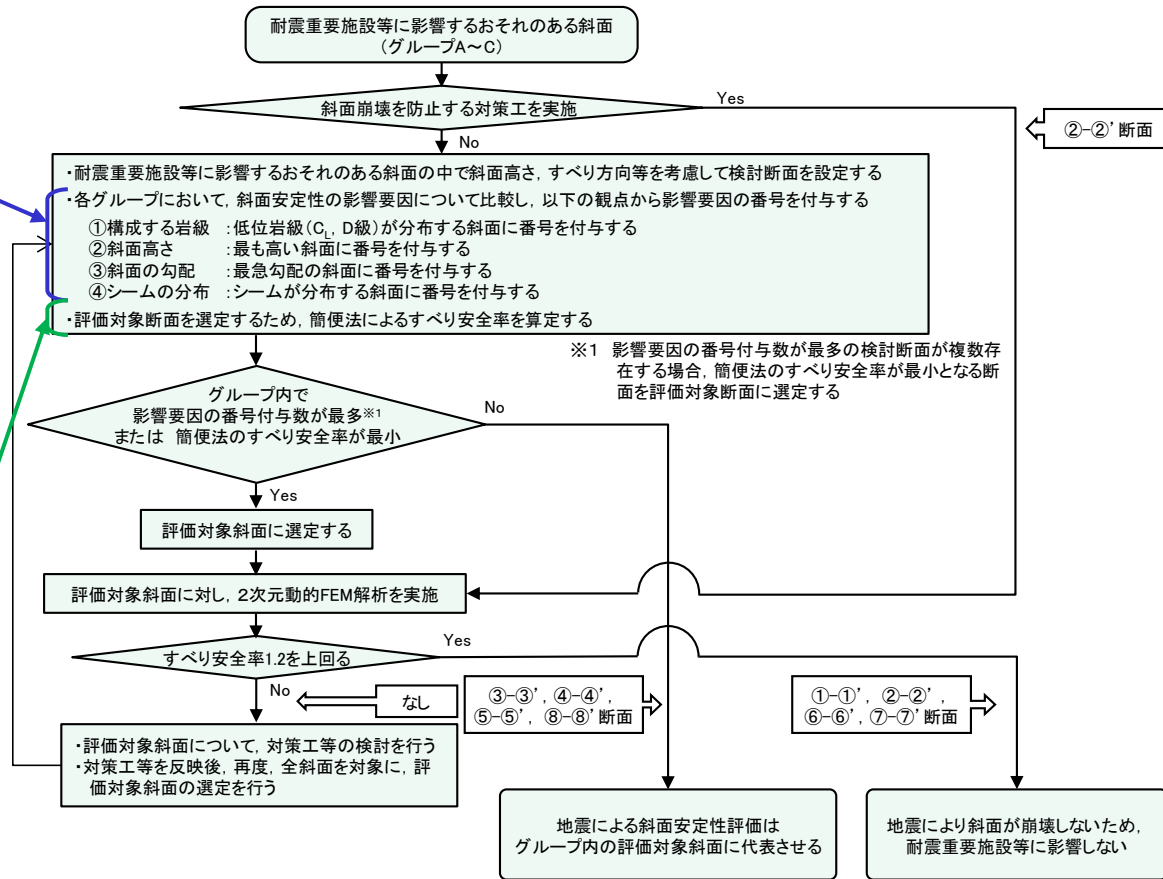 耐震重要施設等に影響するおそれのある斜面
(グループA～C)
斜面崩壊を防止する対策工を実施
Yes
②-②’断面
No
・耐震重要施設等に影響するおそれのある斜面の中で斜面高さ，すべり方向等を考慮して検討断面を設定する
・各グループにおいて，斜面安定性の影響要因について比較し，以下の観点から影響要因の番号を付与する
①構成する岩級 ：低位岩級(CL，D級)が分布する斜面に番号を付与する
②斜面高さ ：最も高い斜面に番号を付与する
③斜面の勾配 ：最急勾配の斜面に番号を付与する
④シームの分布 ：シームが分布する斜面に番号を付与する
・評価対象断面を選定するため，簡便法によるすべり安全率を算定する
※1 影響要因の番号付与数が最多の検討断面が複数存
在する場合，簡便法のすべり安全率が最小となる断
面を評価対象断面に選定する
グループ内で
影響要因の番号付与数が最多※1
または 簡便法のすべり安全率が最小
No
Yes
評価対象斜面に選定する
評価対象斜面に対し，2次元動的FEM解析を実施
すべり安全率1.2を上回る
Yes
No
なし
③-③’，④-④’，
⑤-⑤’，⑧-⑧’断面
①-①’，②-②’，
⑥-⑥’，⑦-⑦’断面
・評価対象斜面について，対策工等の検討を行う
・対策工等を反映後，再度，全斜面を対象に，評
価対象斜面の選定を行う
地震による斜面安定性評価は
グループ内の評価対象斜面に代表させる
地震により斜面が崩壊しないため，
耐震重要施設等に影響しない